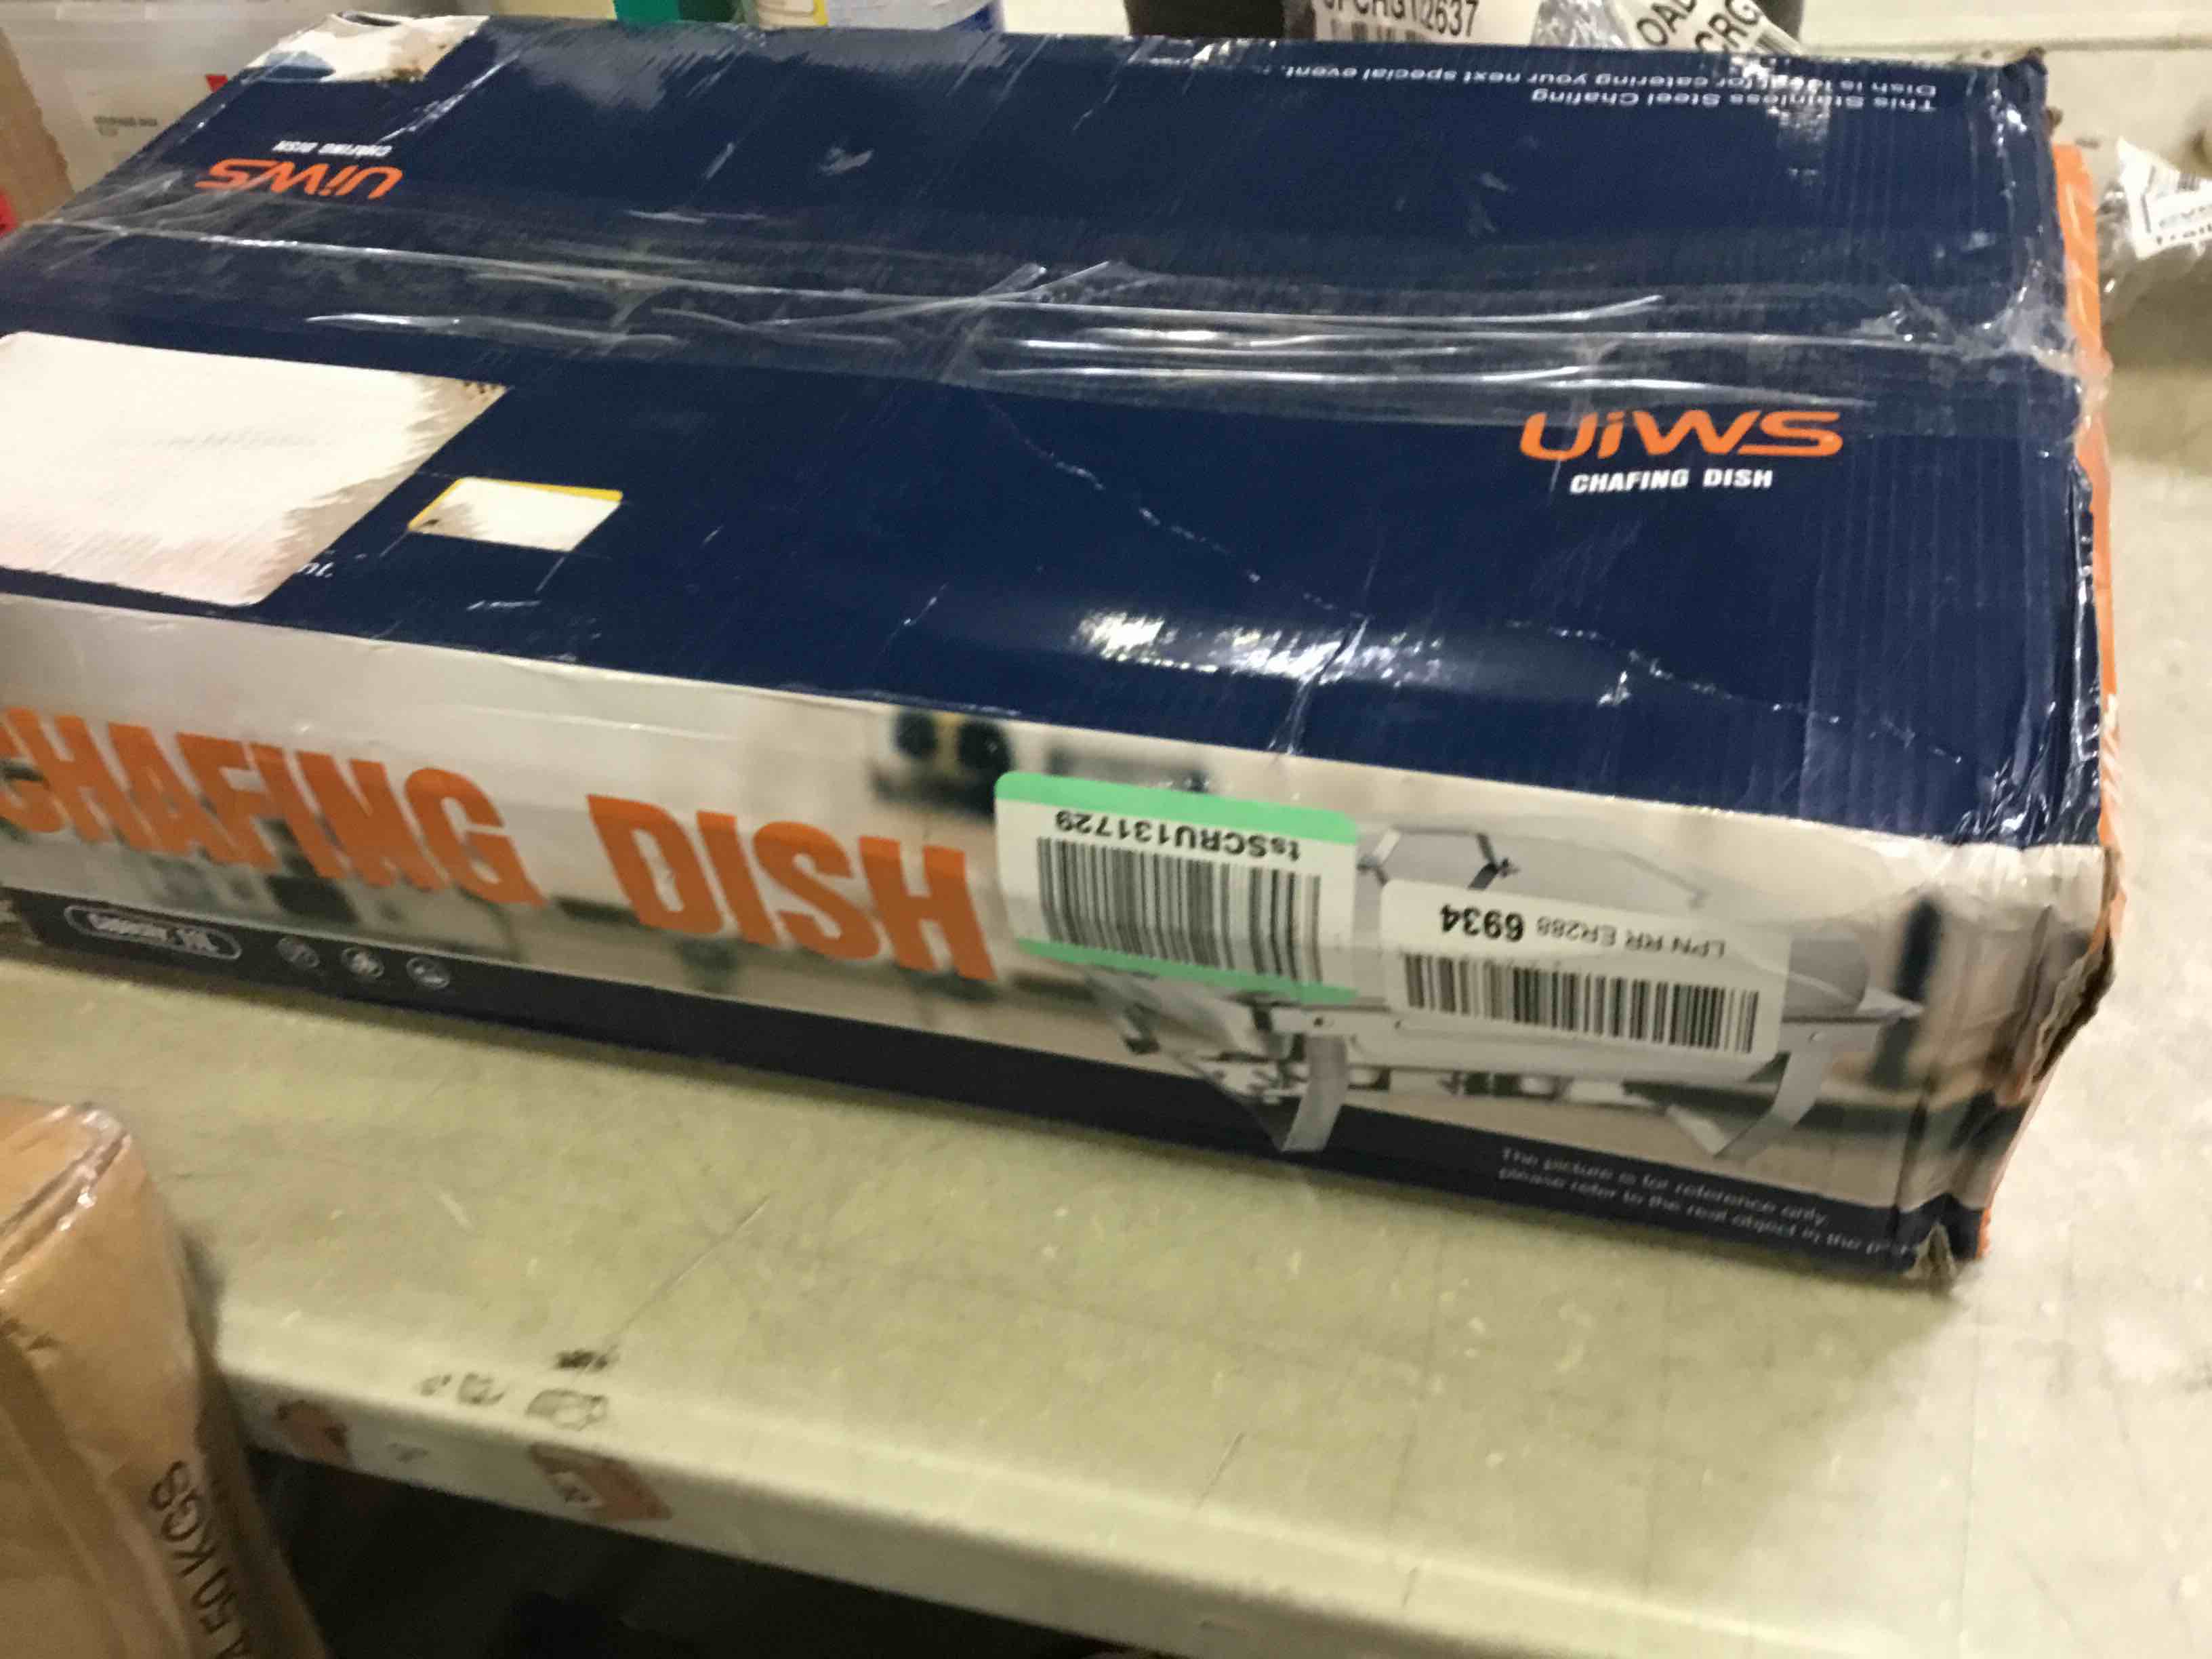 This Stainless Steel Chafing
Dish is ideal for catering your next special event.
UiWS
CHAFING DISH
UiWS
CHAFING DISH
CHAFING DISH
tsSCRU131729
LPN RR ER288 6934
The picture is for reference only,
please refer to the real object in the
.50 KGS